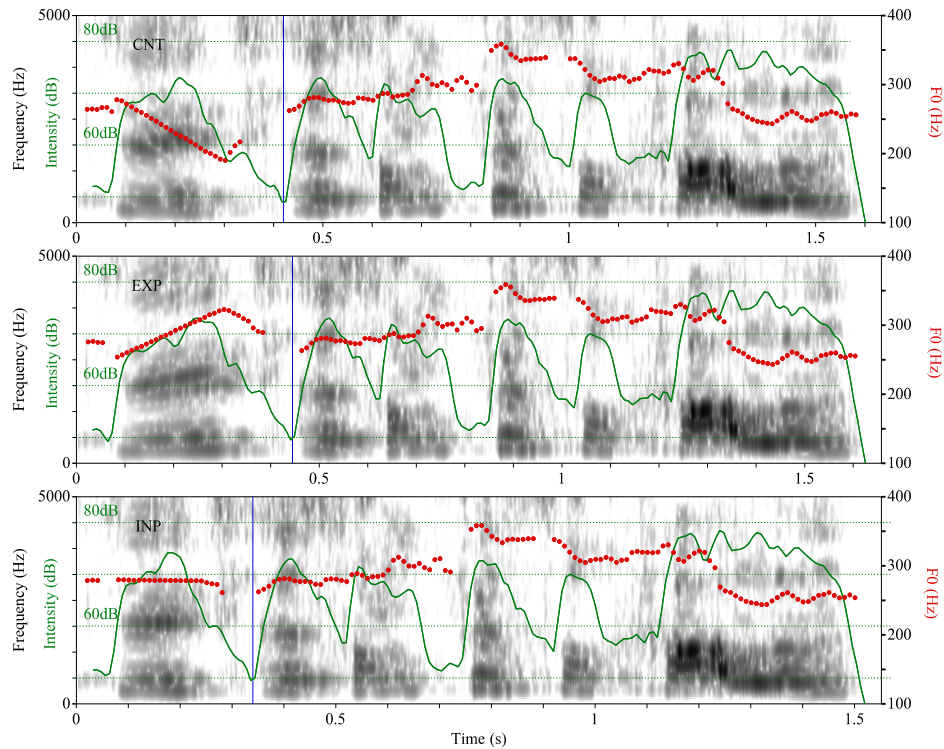 5000 400
80dB
CNT
300
60dB
200
0 100
0 0.5 1 1.5
Frequency (Hz)
Intensity (dB)
F0 (Hz)
5000 400
80dB
EXP
300
60dB
200
0 100
0 0.5 1 1.5
Frequency (Hz)
Intensity (dB)
F0 (Hz)
5000 400
80dB
INP
300
60dB
200
0 100
0 0.5 1 1.5
Frequency (Hz)
Intensity (dB)
F0 (Hz)
Time (s)